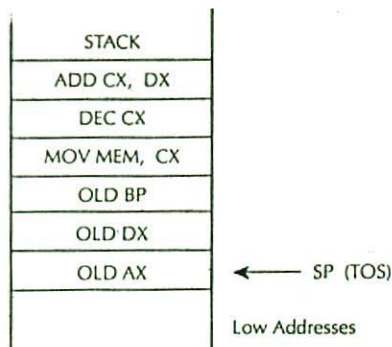 STACK
ADD CX, DX
DEC CX
MOV MEM, CX
OLD BP
OLD DX
OLD AX
SP (TOS)
Low Addresses